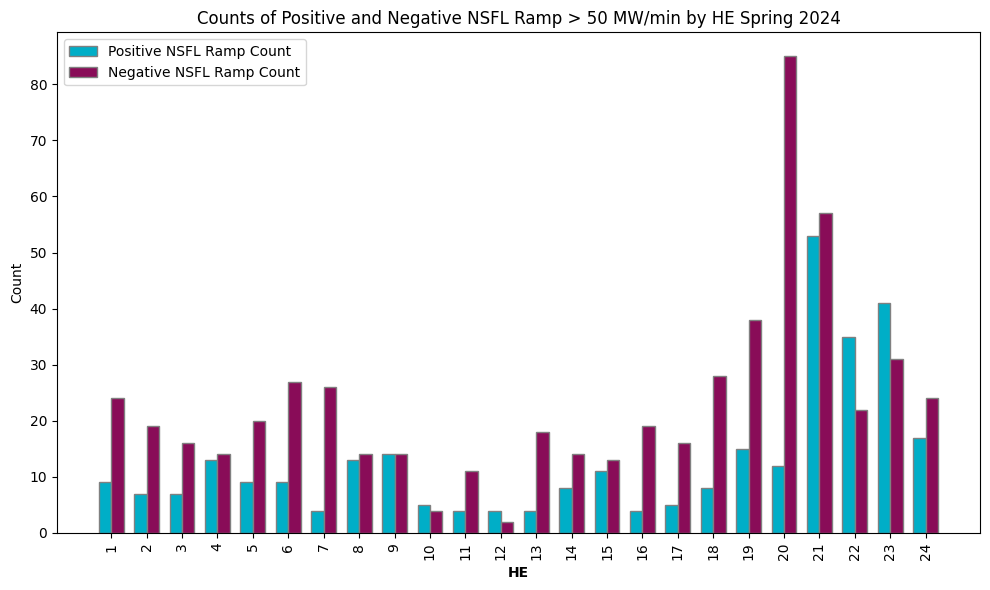 Counts of Positive and Negative NSFL Ramp > 50 MW/min by HE Spring 2024
Positive NSFL Ramp Count
Negative NSFL Ramp Count
Count
80
70
60
50
40
30
20
10
0
1 2 3 4 5 6 7 8 9 10 11 12 13 14 15 16 17 18 19 20 21 22 23 24
HE